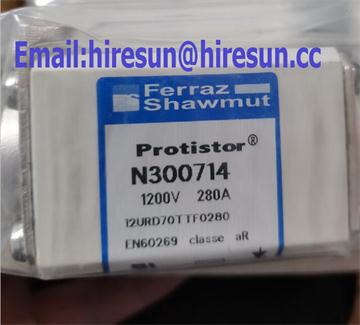 Email:hiresun@hiresun.cc
Ferraz
Shawmut
Protistor®
N300714
1200V 280A
12URD70TTF0280
EN60269 classe aR